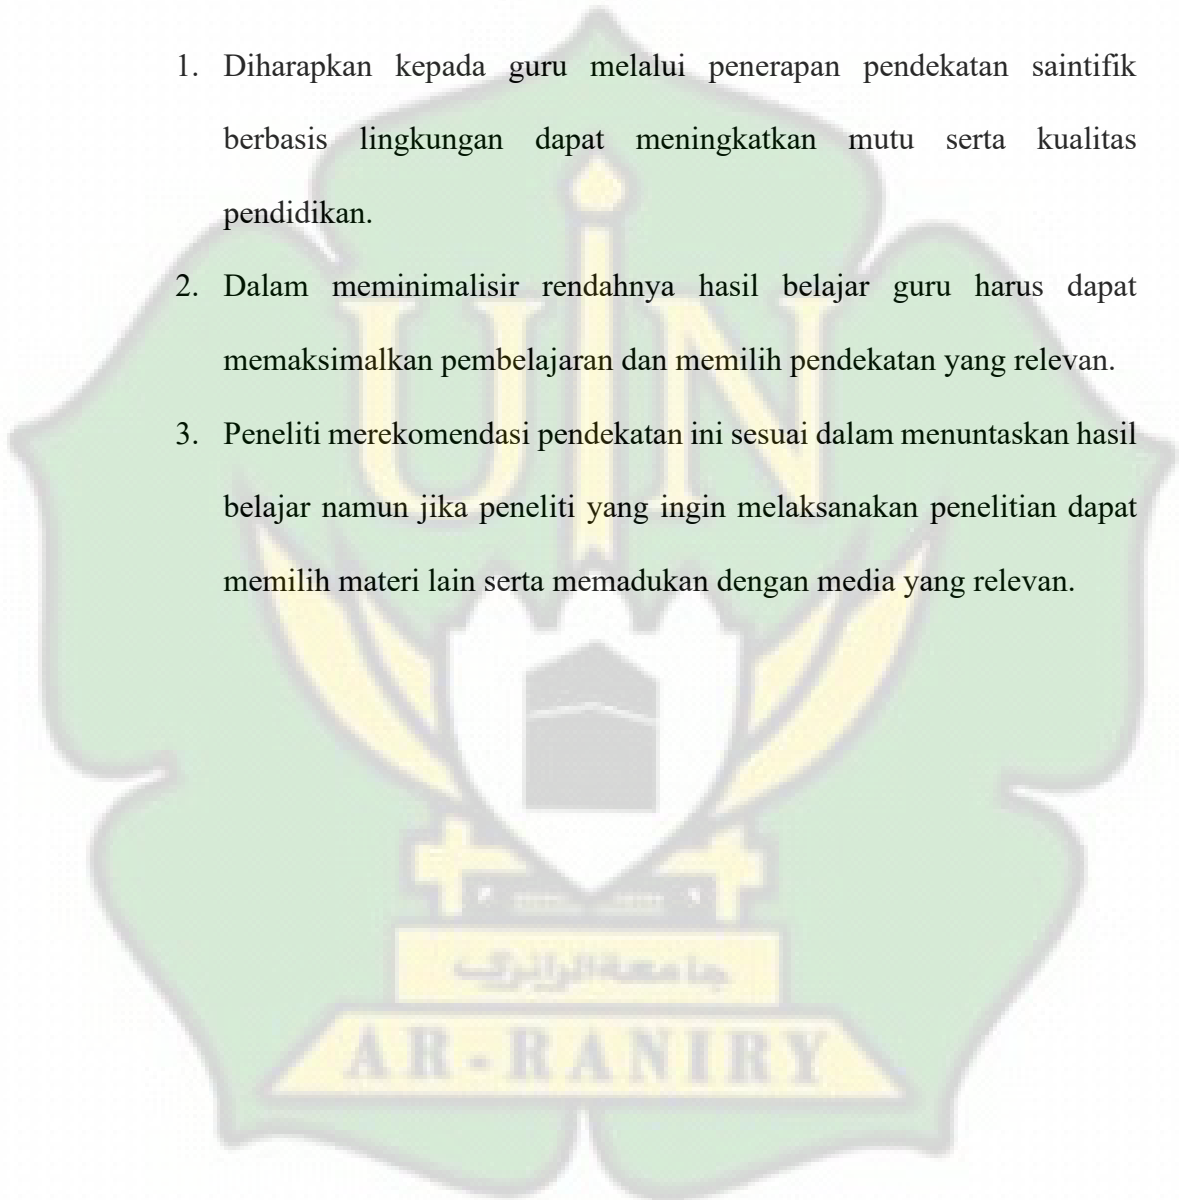 1. Diharapkan kepada guru melalui penerapan pendekatan saintifik
berbasis lingkungan dapat meningkatkan mutu serta kualitas
pendidikan.
2. Dalam meminimalisir rendahnya hasil belajar guru harus dapat
memaksimalkan pembelajaran dan memilih pendekatan yang relevan.
3. Peneliti merekomendasi pendekatan ini sesuai dalam menuntaskan hasil
belajar namun jika peneliti yang ingin melaksanakan penelitian dapat
memilih materi lain serta memadukan dengan media yang relevan.
UIN
جامعة الرانري
AR-RANIRY